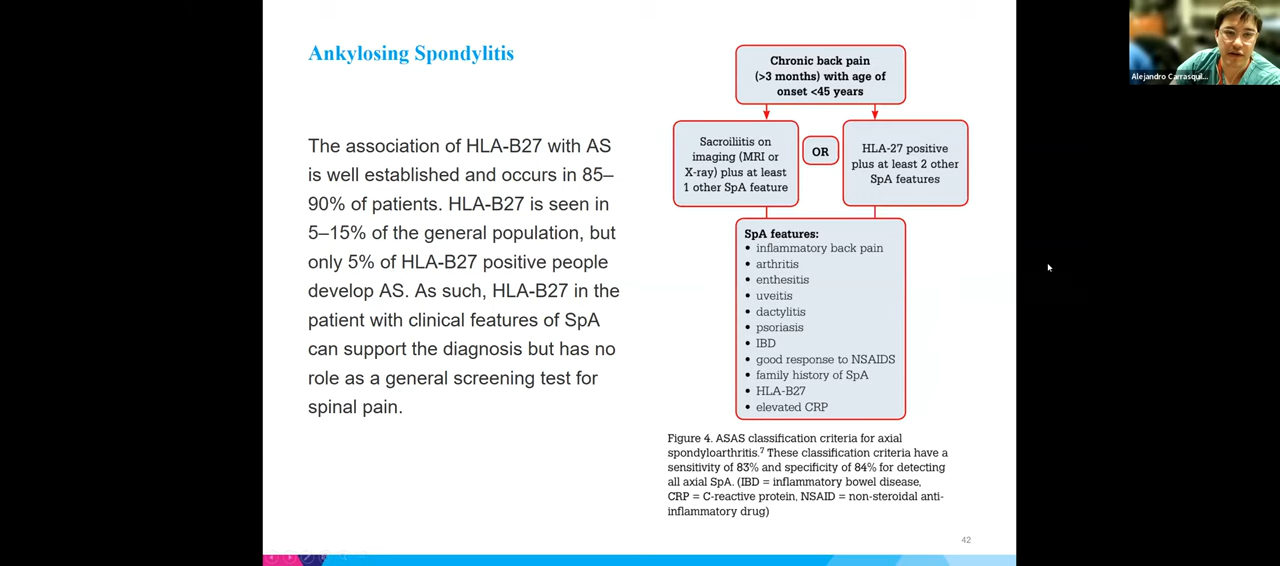 Ankylosing Spondylitis
The association of HLA-B27 with AS
is well established and occurs in 85–
90% of patients. HLA-B27 is seen in
5–15% of the general population, but
only 5% of HLA-B27 positive people
develop AS. As such, HLA-B27 in the
patient with clinical features of SpA
can support the diagnosis but has no
role as a general screening test for
spinal pain.
Chronic back pain
(>3 months) with age of
onset <45 years
Sacroiliitis on
imaging (MRI or
X-ray) plus at least
1 other SpA feature
OR
HLA-27 positive
plus at least 2 other
SpA features
SpA features:
• inflammatory back pain
• arthritis
• enthesitis
• uveitis
• dactylitis
• psoriasis
• IBD
• good response to NSAIDS
• family history of SpA
• HLA-B27
• elevated CRP
Figure 4. ASAS classification criteria for axial
spondyloarthritis.7 These classification criteria have a
sensitivity of 83% and specificity of 84% for detecting
all axial SpA. (IBD = inflammatory bowel disease,
CRP = C-reactive protein, NSAID = non-steroidal anti-
inflammatory drug)
42
Alejandro Carrasquil...